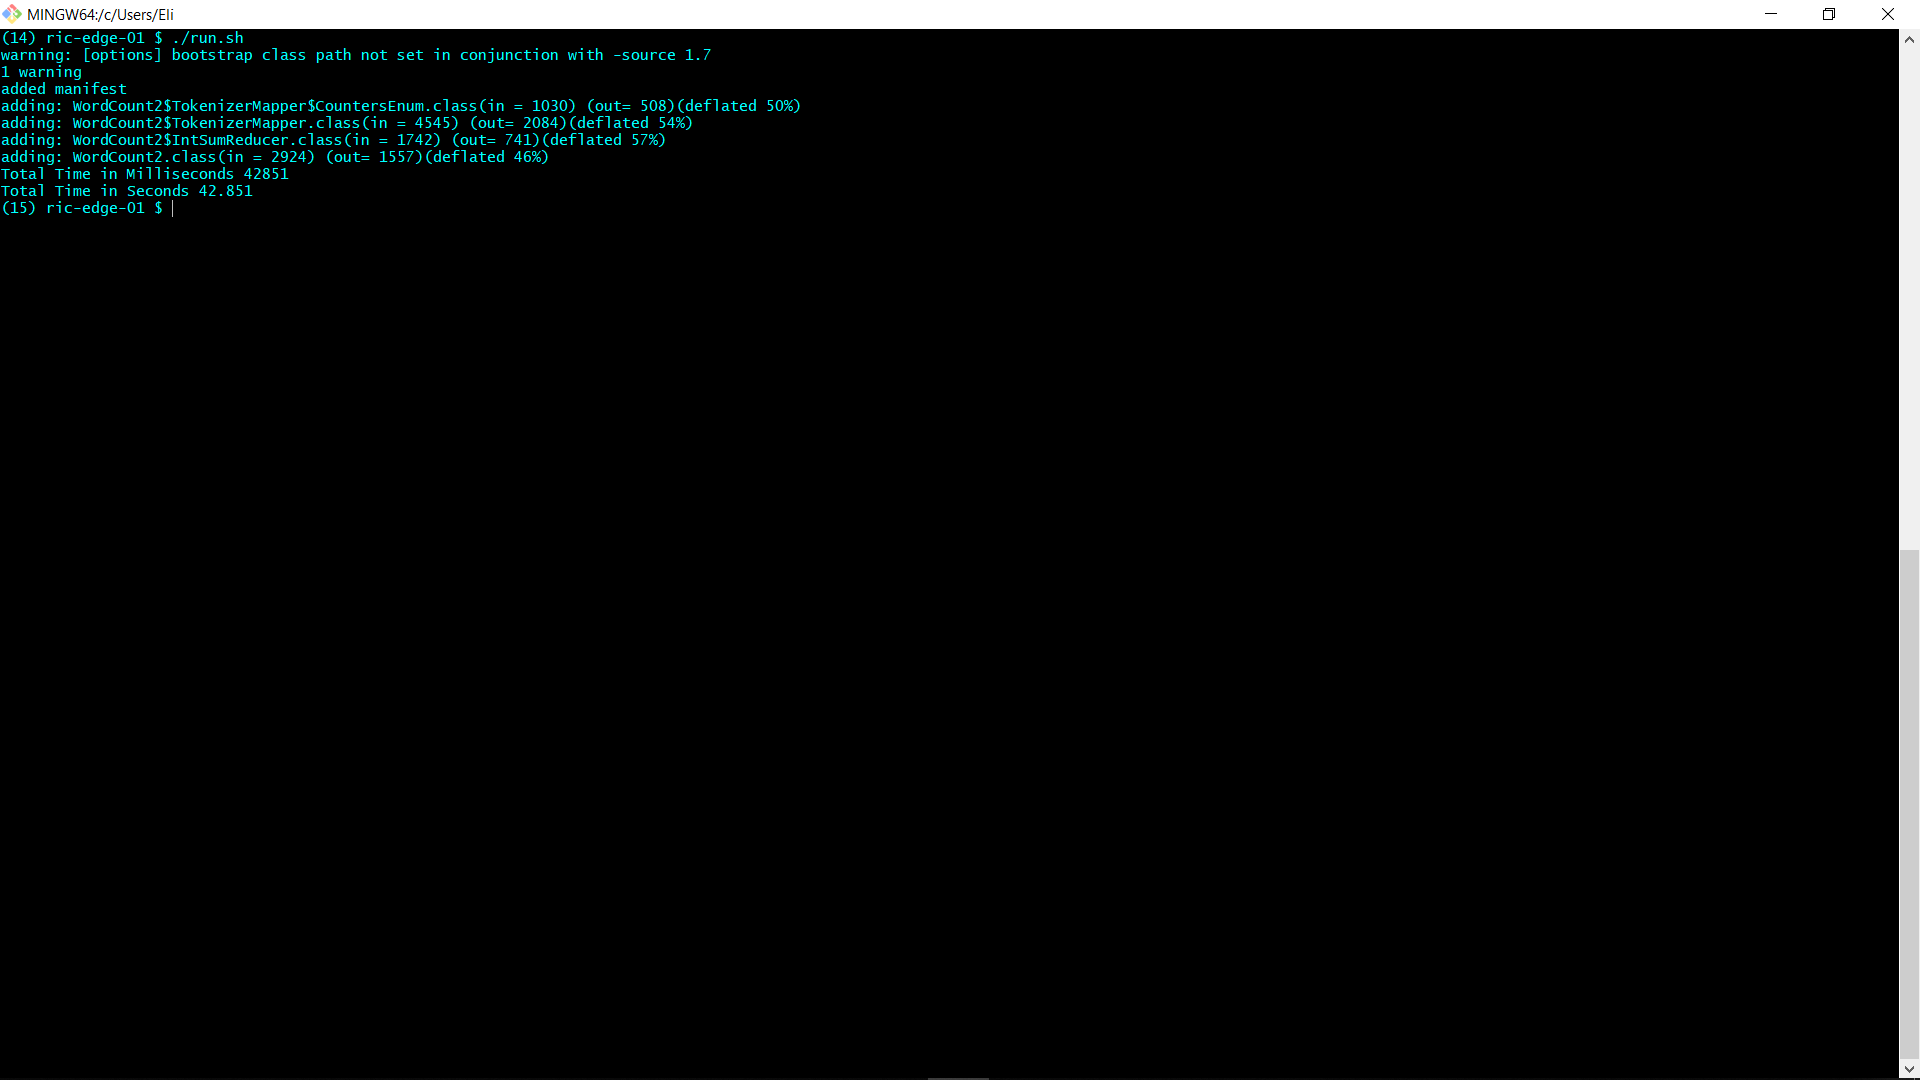 MINGW64:/c/Users/Eli
(14) ric-edge-01 $ ./run.sh
warning: [options] bootstrap class path not set in conjunction with -source 1.7
1 warning
added manifest
adding: WordCount2$TokenizerMapper$CountersEnum.class(in = 1030) (out= 508)(deflated 50%)
adding: WordCount2$TokenizerMapper.class(in = 4545) (out= 2084)(deflated 54%)
adding: WordCount2$IntSumReducer.class(in = 1742) (out= 741)(deflated 57%)
adding: WordCount2.class(in = 2924) (out= 1557)(deflated 46%)
Total Time in Milliseconds 42851
Total Time in Seconds 42.851
(15) ric-edge-01 $